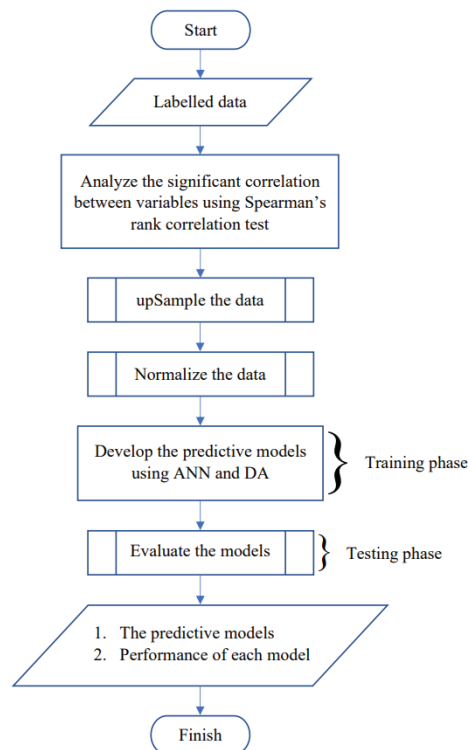 Start
Labelled data
Analyze the significant correlation
between variables using Spearman's
rank correlation test
upSample the data
Normalize the data
Develop the predictive models
using ANN and DA
Training phase
Evaluate the models
Testing phase
1. The predictive models
2. Performance of each model
Finish